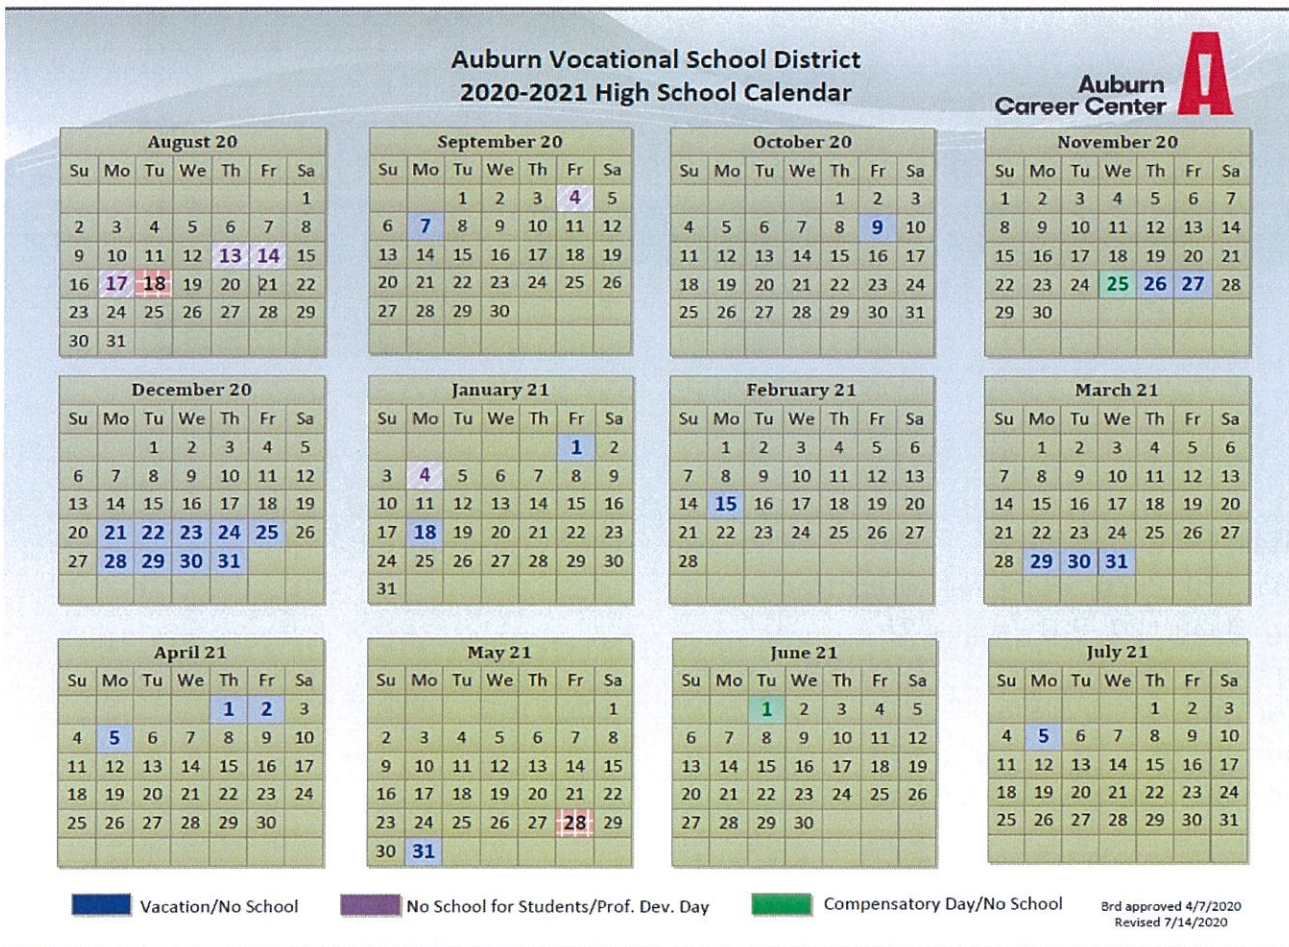 Auburn Vocational School District
2020-2021 High School Calendar
Auburn
Career Center
August 20
Su Mo Tu We Th Fr Sa
1
2 3 4 5 6 7 8
9 10 11 12 13 14 15
16 17 18 19 20 21 22
23 24 25 26 27 28 29
30 31
September 20
Su Mo Tu We Th Fr Sa
1 2 3 4 5
6 7 8 9 10 11 12
13 14 15 16 17 18 19
20 21 22 23 24 25 26
27 28 29 30
October 20
Su Mo Tu We Th Fr Sa
1 2 3
4 5 6 7 8 9 10
11 12 13 14 15 16 17
18 19 20 21 22 23 24
25 26 27 28 29 30 31
November 20
Su Mo Tu We Th Fr Sa
1 2 3 4 5 6 7
8 9 10 11 12 13 14
15 16 17 18 19 20 21
22 23 24 25 26 27 28
29 30
December 20
Su Mo Tu We Th Fr Sa
1 2 3 4 5
6 7 8 9 10 11 12
13 14 15 16 17 18 19
20 21 22 23 24 25 26
27 28 29 30 31
January 21
Su Mo Tu We Th Fr Sa
1 2
3 4 5 6 7 8 9
10 11 12 13 14 15 16
17 18 19 20 21 22 23
24 25 26 27 28 29 30
31
February 21
Su Mo Tu We Th Fr Sa
1 2 3 4 5 6
7 8 9 10 11 12 13
14 15 16 17 18 19 20
21 22 23 24 25 26 27
28
March 21
Su Mo Tu We Th Fr Sa
1 2 3 4 5 6
7 8 9 10 11 12 13
14 15 16 17 18 19 20
21 22 23 24 25 26 27
28 29 30 31
April 21
Su Mo Tu We Th Fr Sa
1 2 3
4 5 6 7 8 9 10
11 12 13 14 15 16 17
18 19 20 21 22 23 24
25 26 27 28 29 30
May 21
Su Mo Tu We Th Fr Sa
1
2 3 4 5 6 7 8
9 10 11 12 13 14 15
16 17 18 19 20 21 22
23 24 25 26 27 28 29
30 31
June 21
Su Mo Tu We Th Fr Sa
1 2 3 4 5
6 7 8 9 10 11 12
13 14 15 16 17 18 19
20 21 22 23 24 25 26
27 28 29 30
July 21
Su Mo Tu We Th Fr Sa
1 2 3
4 5 6 7 8 9 10
11 12 13 14 15 16 17
18 19 20 21 22 23 24
25 26 27 28 29 30 31
Vacation/No School
No School for Students/Prof. Dev. Day
Compensatory Day/No School
Brd approved 4/7/2020
Revised 7/14/2020